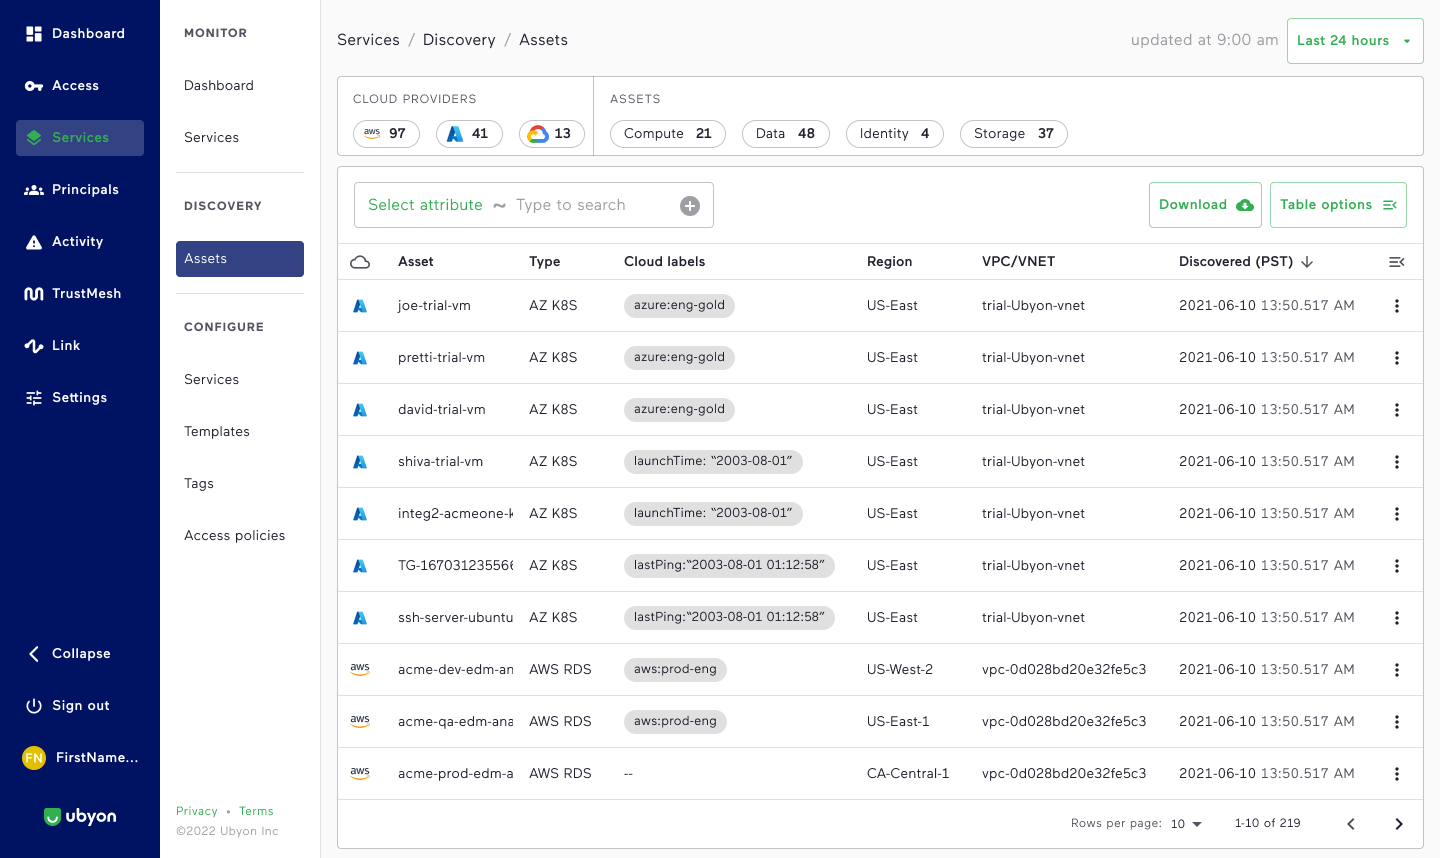 Dashboard
Access
Services
Principals
Activity
TrustMesh
Link
Settings
Collapse
Sign out
FN FirstName...
ubyon
MONITOR
Dashboard
Services
DISCOVERY
Assets
CONFIGURE
Services
Templates
Tags
Access policies
Privacy • Terms
©2022 Ubyon Inc
Services / Discovery / Assets
updated at 9:00 am Last 24 hours
CLOUD PROVIDERS
aws 97 41 13
ASSETS
Compute 21 Data 48 Identity 4 Storage 37
Select attribute ~ Type to search
Download Table options
Asset Type Cloud labels Region VPC/VNET Discovered (PST)
joe-trial-vm AZ K8S azure:eng-gold US-East trial-Ubyon-vnet 2021-06-10 13:50.517 AM
pretti-trial-vm AZ K8S azure:eng-gold US-East trial-Ubyon-vnet 2021-06-10 13:50.517 AM
david-trial-vm AZ K8S azure:eng-gold US-East trial-Ubyon-vnet 2021-06-10 13:50.517 AM
shiva-trial-vm AZ K8S launchTime: “2003-08-01” US-East trial-Ubyon-vnet 2021-06-10 13:50.517 AM
integ2-acmeone-k AZ K8S launchTime: “2003-08-01” US-East trial-Ubyon-vnet 2021-06-10 13:50.517 AM
TG-167031235566 AZ K8S lastPing:“2003-08-01 01:12:58” US-East trial-Ubyon-vnet 2021-06-10 13:50.517 AM
ssh-server-ubuntu AZ K8S lastPing:“2003-08-01 01:12:58” US-East trial-Ubyon-vnet 2021-06-10 13:50.517 AM
aws acme-dev-edm-an AWS RDS aws:prod-eng US-West-2 vpc-0d028bd20e32fe5c3 2021-06-10 13:50.517 AM
aws acme-qa-edm-ana AWS RDS aws:prod-eng US-East-1 vpc-0d028bd20e32fe5c3 2021-06-10 13:50.517 AM
aws acme-prod-edm-a AWS RDS -- CA-Central-1 vpc-0d028bd20e32fe5c3 2021-06-10 13:50.517 AM
Rows per page: 10 1-10 of 219